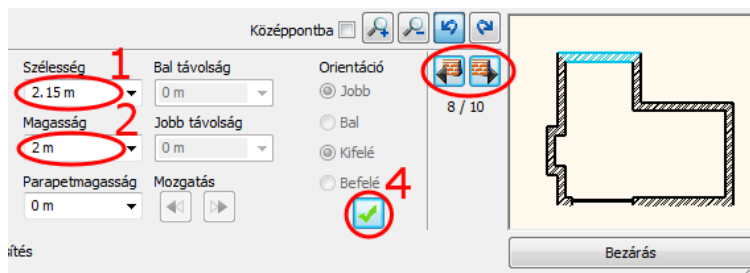 Középpontba
Szélesség 1 Bal távolság Orientáció
2.15 m 0 m Jobb
8 / 10
Magasság 2 Jobb távolság Bal
2 m 0 m Kifelé
Parapetmagasság Mozgatás Befelé 4
0 m
sítés Bezárás